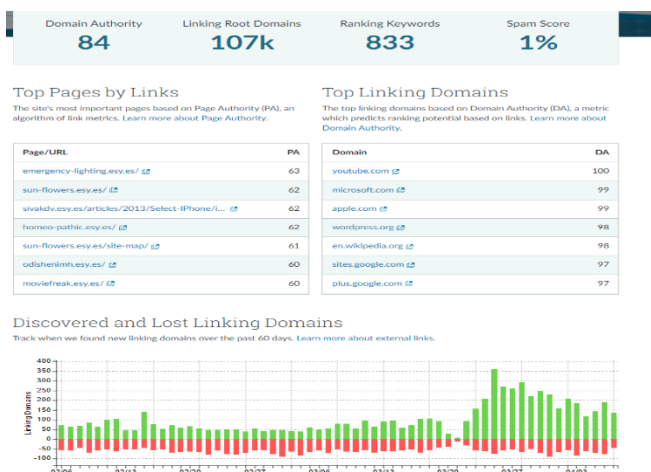 Domain Authority
Linking Root Domains
Ranking Keywords
Spam Score
84
107k
833
1%
Top Pages by Links
The site's most important pages based on Page Authority (PA), an
algorithm of link metrics. Learn more about Page Authority.
Page/URL PA
emergency-lighting.esy.es/ 63
sun-flowers.esy.es/ 62
sivakdv.esy.es/articles/2013/Select-IPhone/i... 62
homeo-pathic.esy.es/ 62
sun-flowers.esy.es/site-map/ 61
odishenimh.esy.es/ 60
moviefreak.esy.es/ 60
Top Linking Domains
The top linking domains based on Domain Authority (DA), a metric
which predicts ranking potential based on links. Learn more about
Domain Authority.
Domain DA
youtube.com 100
microsoft.com 99
apple.com 99
wordpress.org 98
en.wikipedia.org 98
sites.google.com 97
plus.google.com 97
Discovered and Lost Linking Domains
Track when we found new linking domains over the past 60 days. Learn more about external links.
Linking Domains
400
350
300
250
200
150
100
50
0
-50
-100